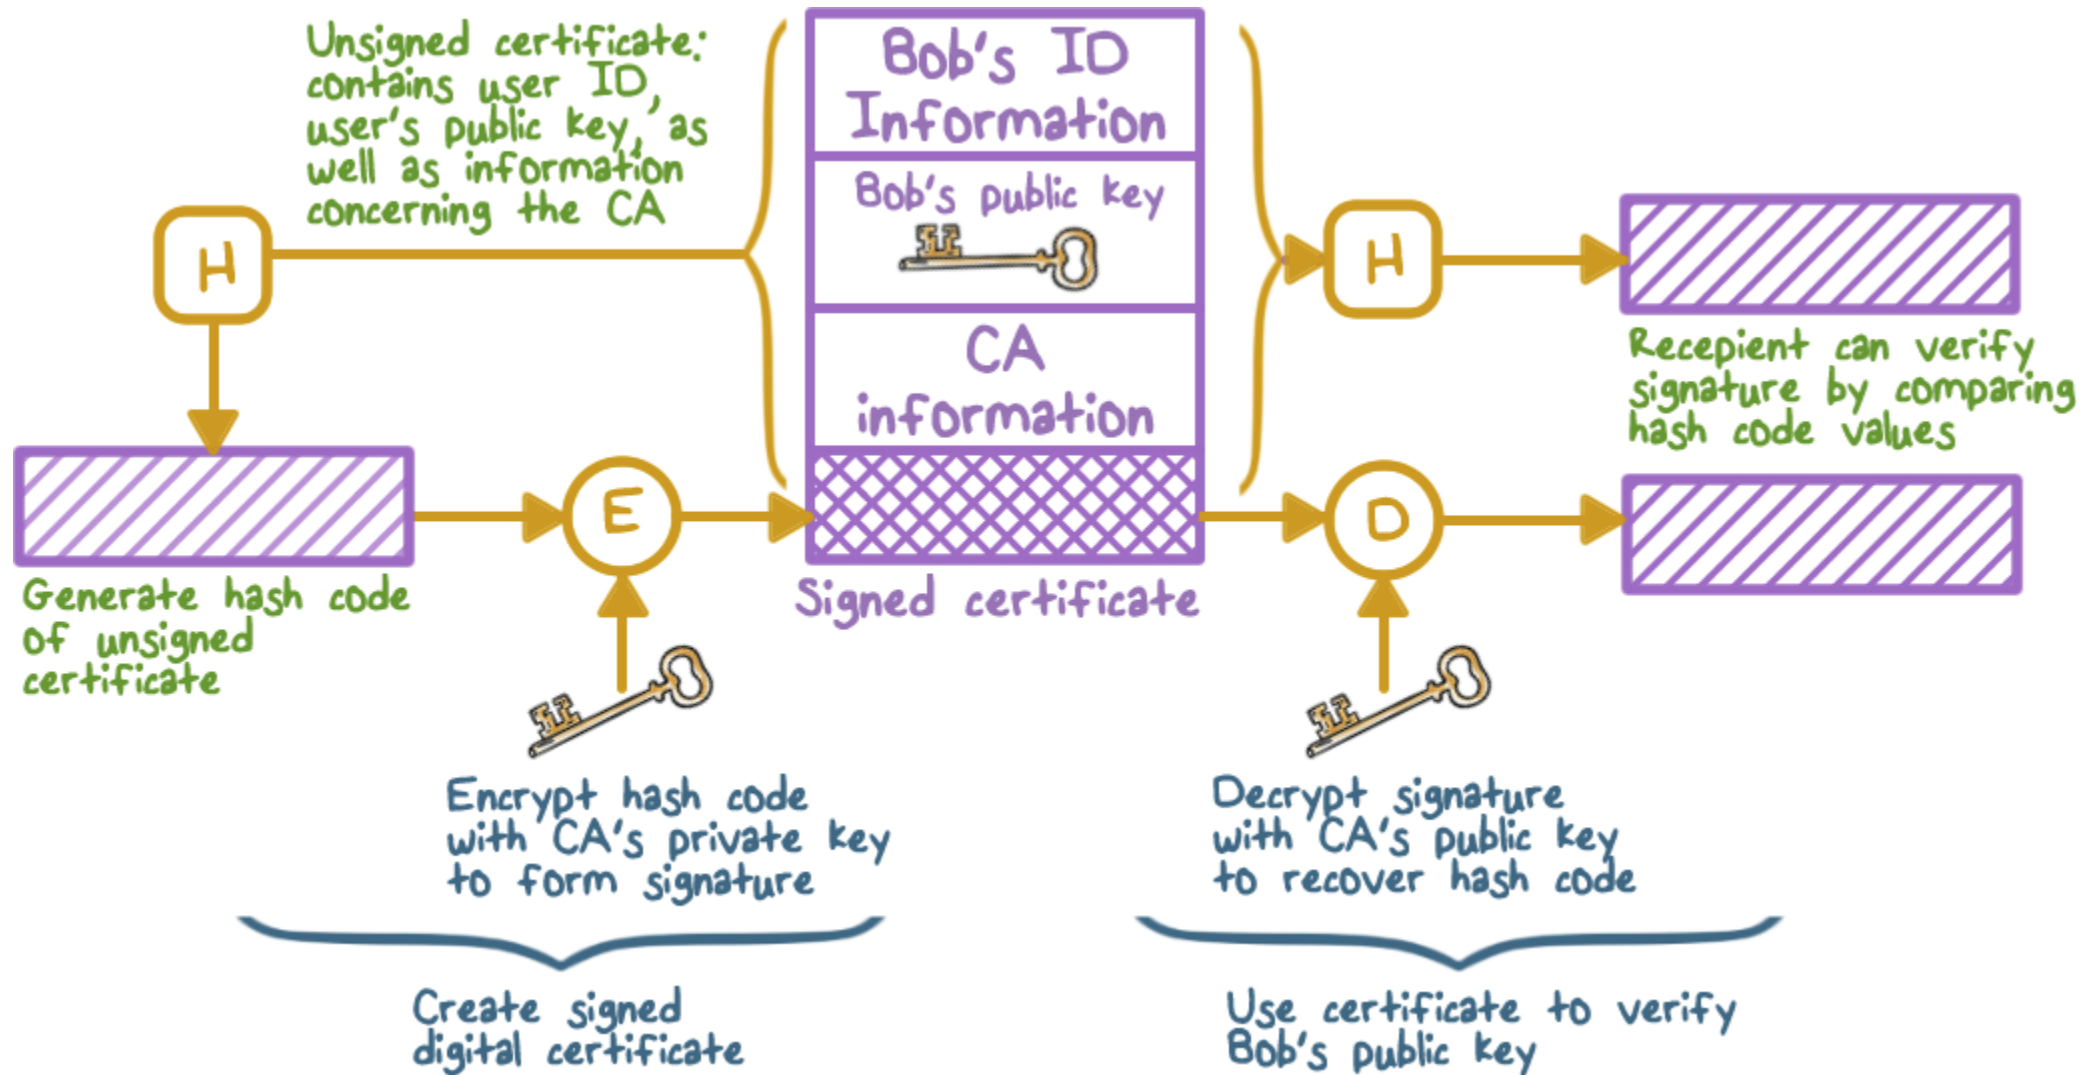 Unsigned certificate:
contains user ID,
user's public key, as
well as information
concerning the CA
H
Generate hash code
of unsigned
certificate
E
Encrypt hash code
with CA's private key
to form signature
Create signed
digital certificate
Bob's ID
Information
Bob's public key
CA
information
Signed certificate
H
Recepient can verify
signature by comparing
hash code values
D
Decrypt signature
with CA's public key
to recover hash code
Use certificate to verify
Bob's public key